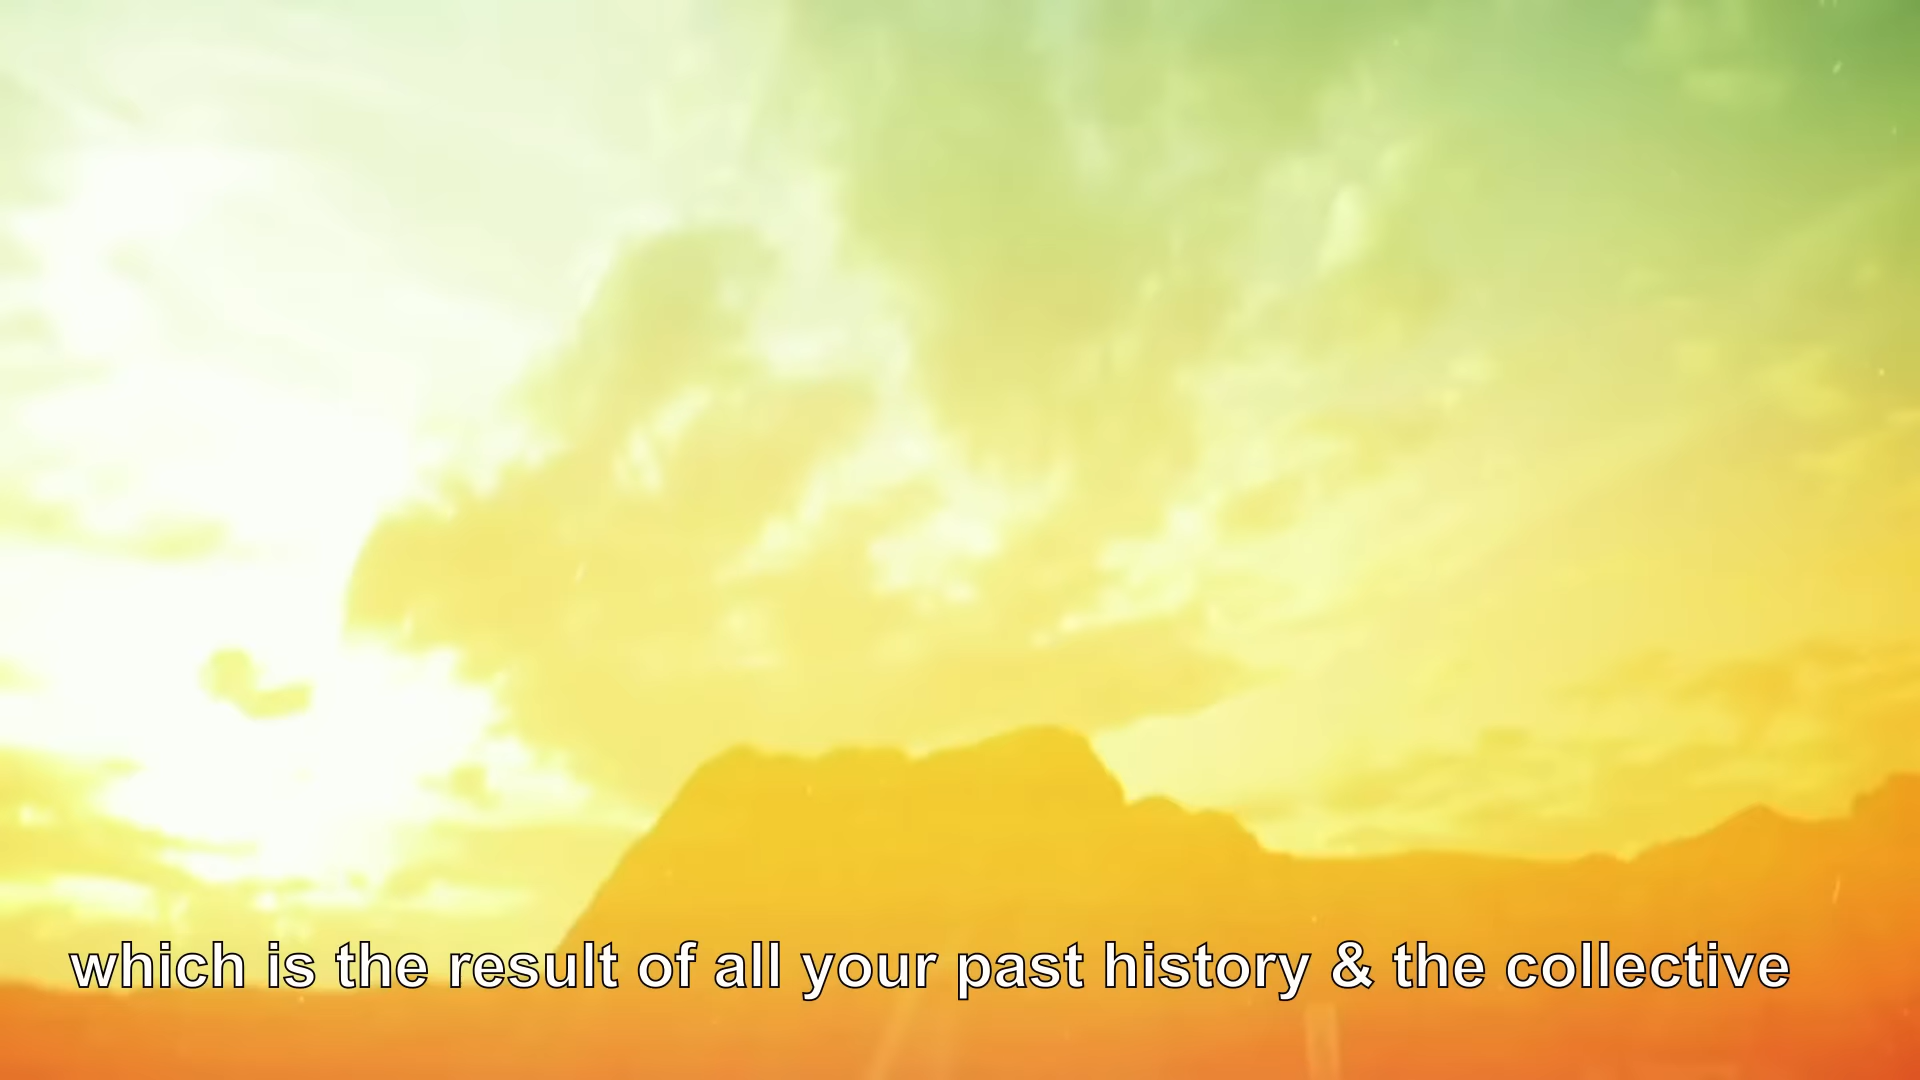 which is the result of all your past history & the collective